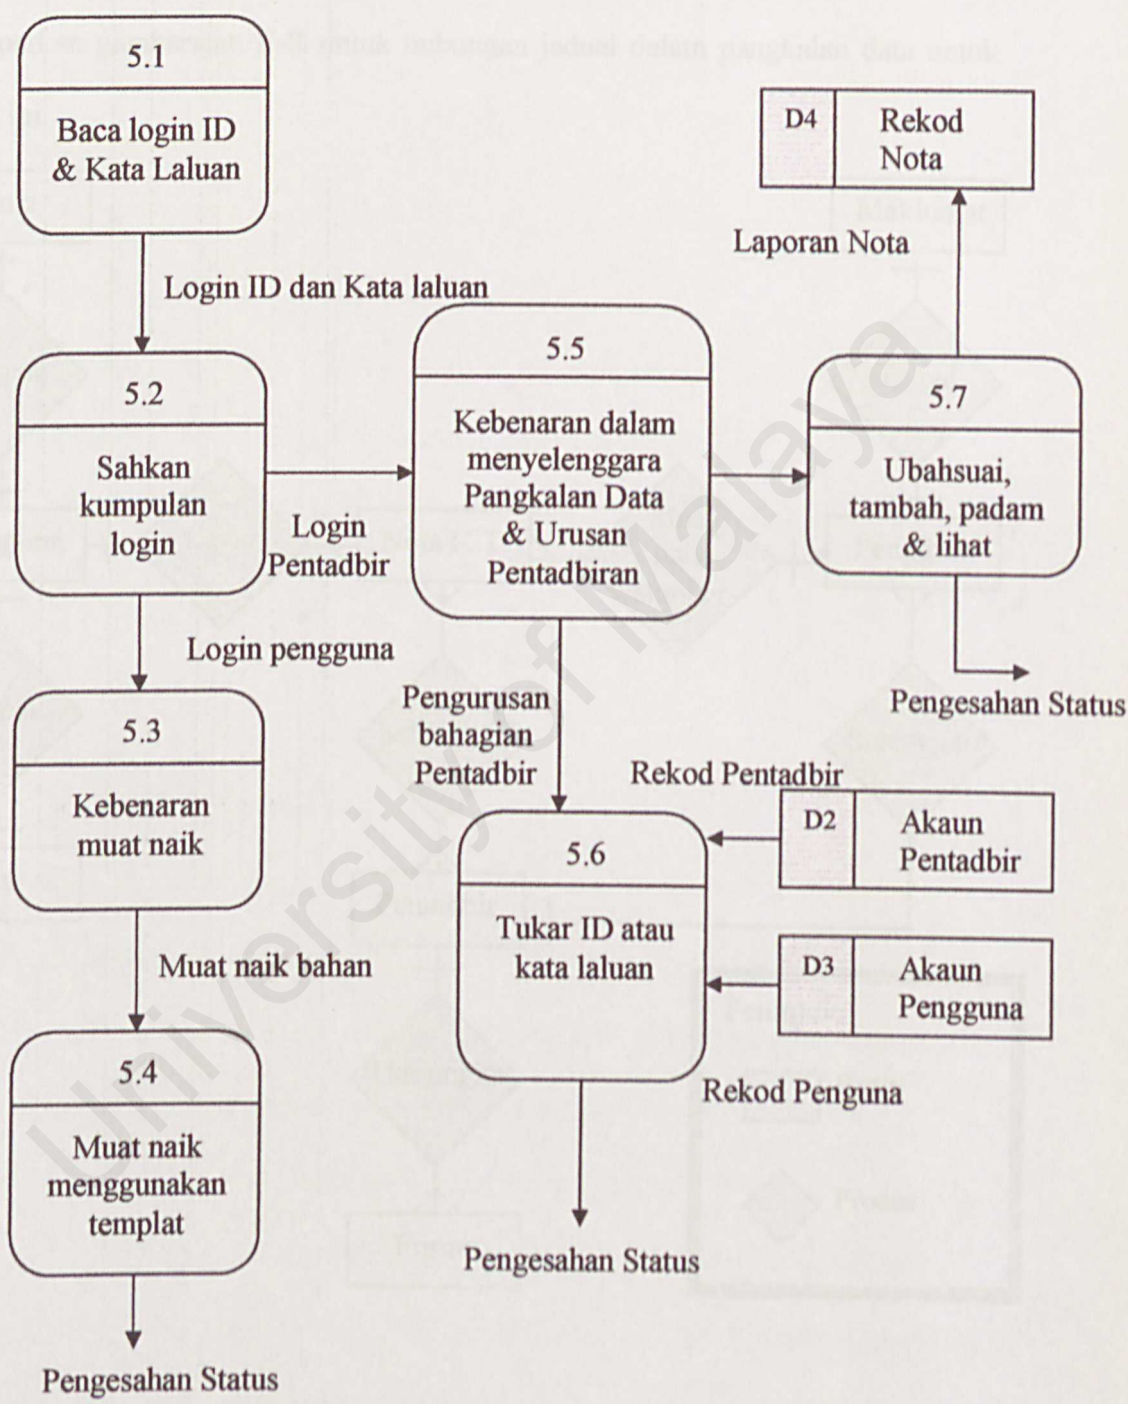 5.1
Baca login ID
& Kata Laluan
D4
Rekod
Nota
Laporan Nota
Login ID dan Kata laluan
5.2
Sahkan
kumpulan
login
Login
Pentadbir
5.5
Kebenaran dalam
menyelenggara
Pangkalan Data
& Urusan
Pentadbiran
5.7
Ubahsuai,
tambah, padam
& lihat
Login pengguna
Pengurusan
bahagian
Pentadbir
Pengesahan Status
5.3
Kebenaran
muat naik
Rekod Pentadbir
D2
Akaun
Pentadbir
5.6
Tukar ID atau
kata laluan
D3
Akaun
Pengguna
Rekod Penguna
Muat naik bahan
5.4
Muat naik
menggunakan
templat
Pengesahan Status
Pengesahan Status
University of Malaya